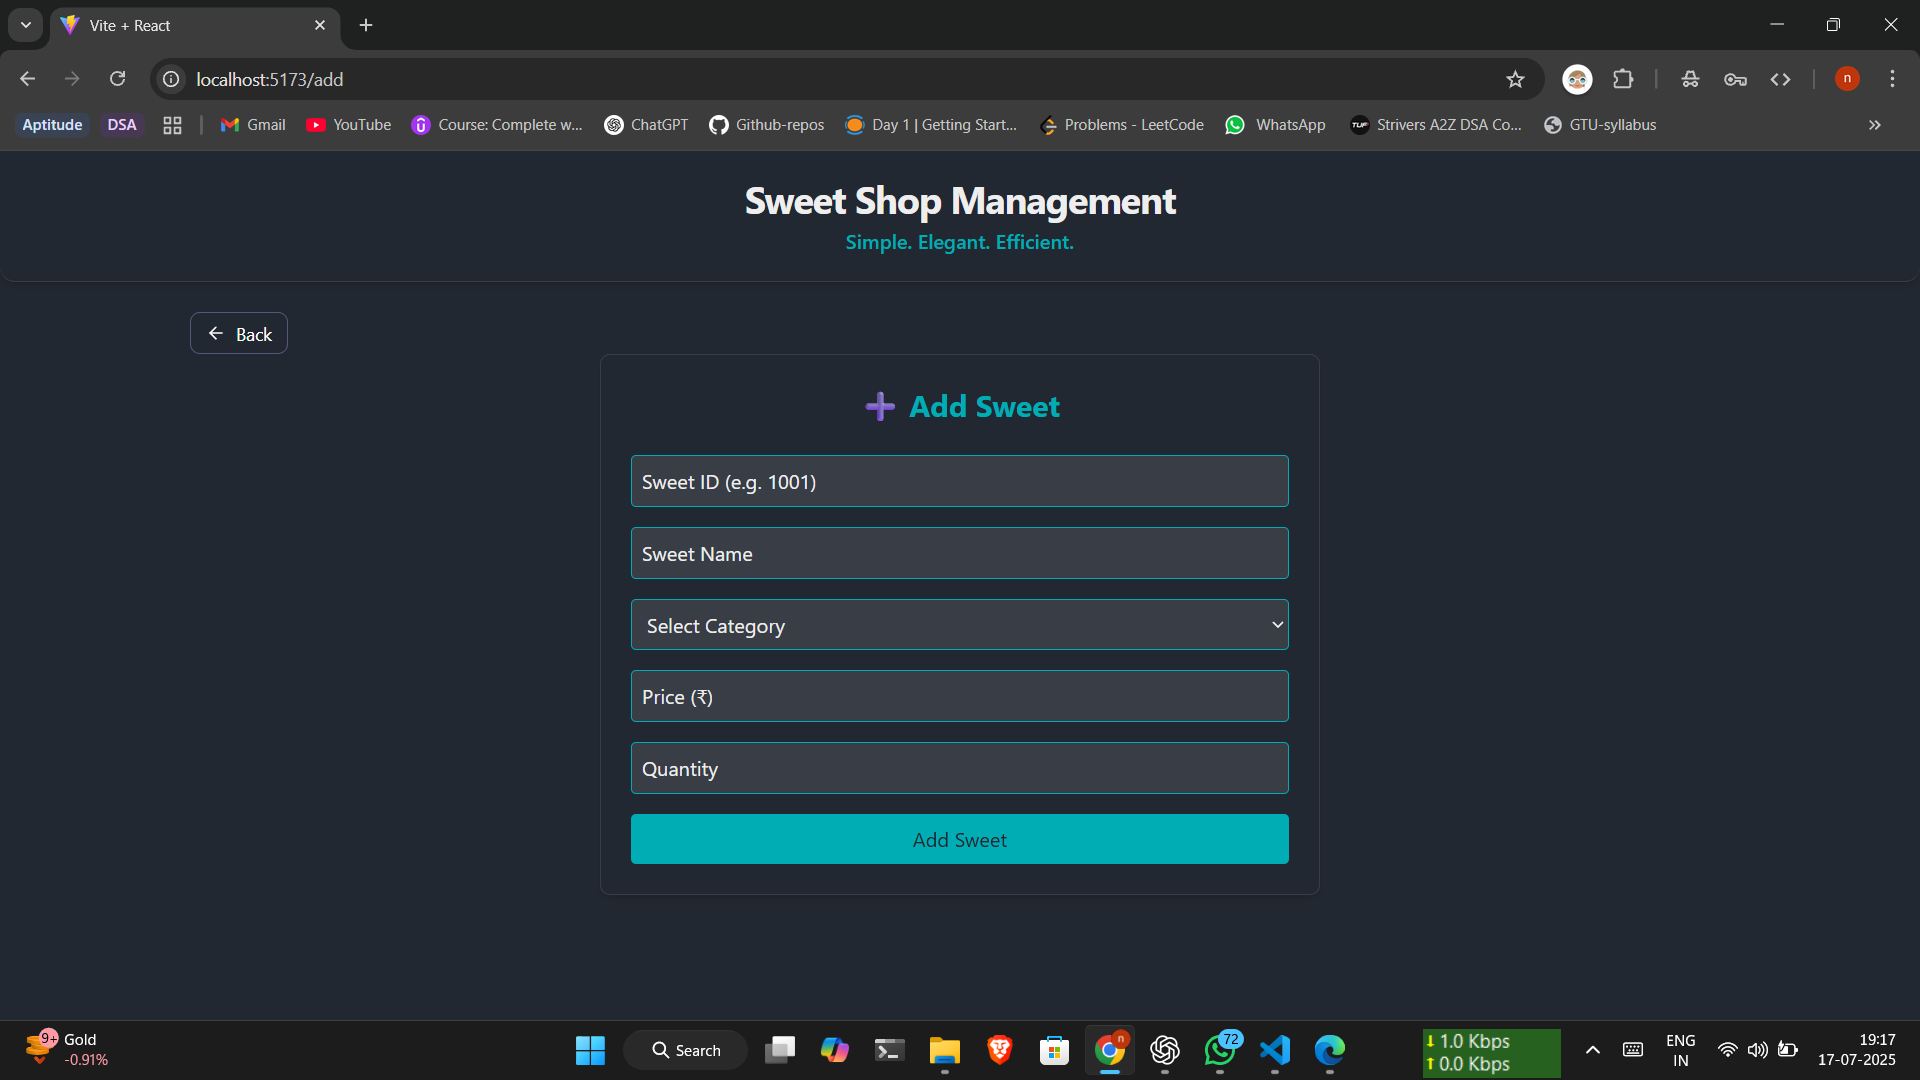 Vite + React
localhost:5173/add
n
Aptitude DSA Gmail YouTube Course: Complete w... ChatGPT Github-repos Day 1 | Getting Start... Problems - LeetCode WhatsApp TUF Strivers A2Z DSA Co... GTU-syllabus
Sweet Shop Management
Simple. Elegant. Efficient.
← Back
Add Sweet
Sweet ID (e.g. 1001)
Sweet Name
Select Category
Price (₹)
Quantity
Add Sweet
9+ Gold
-0.91%
Search
n
72
↓ 1.0 Kbps
↑ 0.0 Kbps
ENG
IN
19:17
17-07-2025